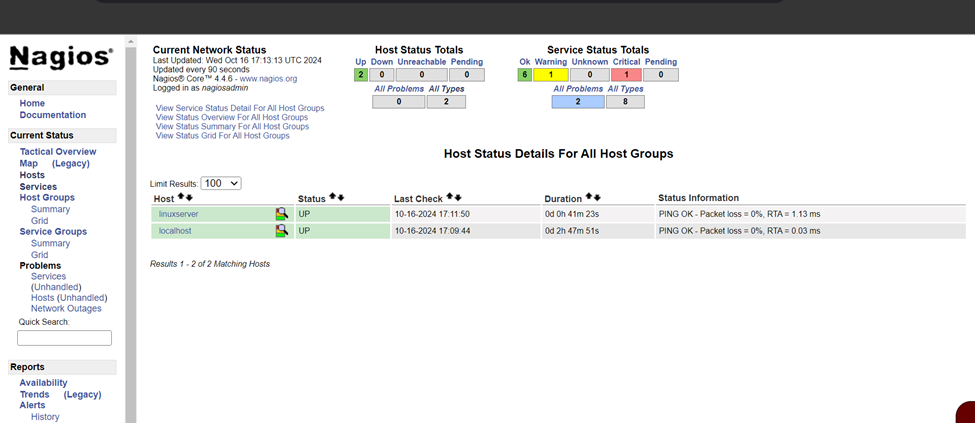 Nagios®
General
Home
Documentation
Current Status
Tactical Overview
Map (Legacy)
Hosts
Services
Host Groups
Summary
Grid
Service Groups
Summary
Grid
Problems
Services
(Unhandled)
Hosts (Unhandled)
Network Outages
Quick Search:
Reports
Availability
Trends (Legacy)
Alerts
History
Current Network Status
Last Updated: Wed Oct 16 17:13:13 UTC 2024
Updated every 90 seconds
Nagios® Core™ 4.4.6 - www.nagios.org
Logged in as nagiosadmin
View Service Status Detail For All Host Groups
View Status Overview For All Host Groups
View Status Summary For All Host Groups
View Status Grid For All Host Groups
Host Status Totals
Up Down Unreachable Pending
2 0 0 0
All Problems All Types
0 2
Service Status Totals
Ok Warning Unknown Critical Pending
6 1 0 1 0
All Problems All Types
2 8
Host Status Details For All Host Groups
Limit Results: 100
Host Status Last Check Duration Status Information
linuxserver UP 10-16-2024 17:11:50 0d 0h 41m 23s PING OK - Packet loss = 0%, RTA = 1.13 ms
localhost UP 10-16-2024 17:09:44 0d 2h 47m 51s PING OK - Packet loss = 0%, RTA = 0.03 ms
Results 1 - 2 of 2 Matching Hosts